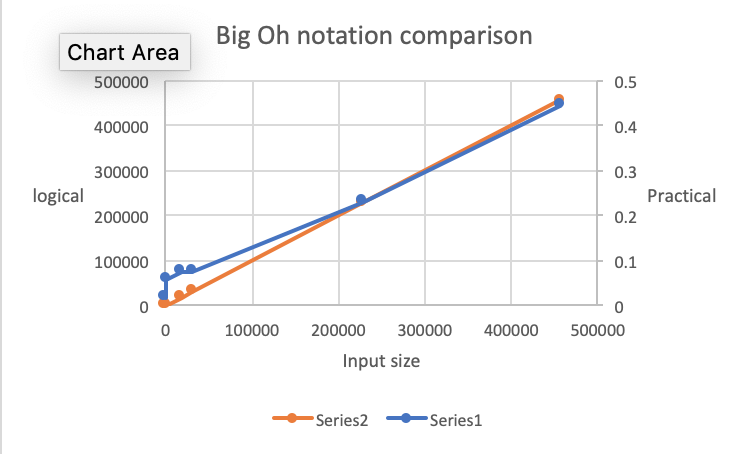 Big Oh notation comparison
Chart Area
500000
400000
300000
200000
100000
0
logical
0.5
0.4
0.3
0.2
0.1
0
Practical
0 100000 200000 300000 400000 500000
Input size
Series2 Series1